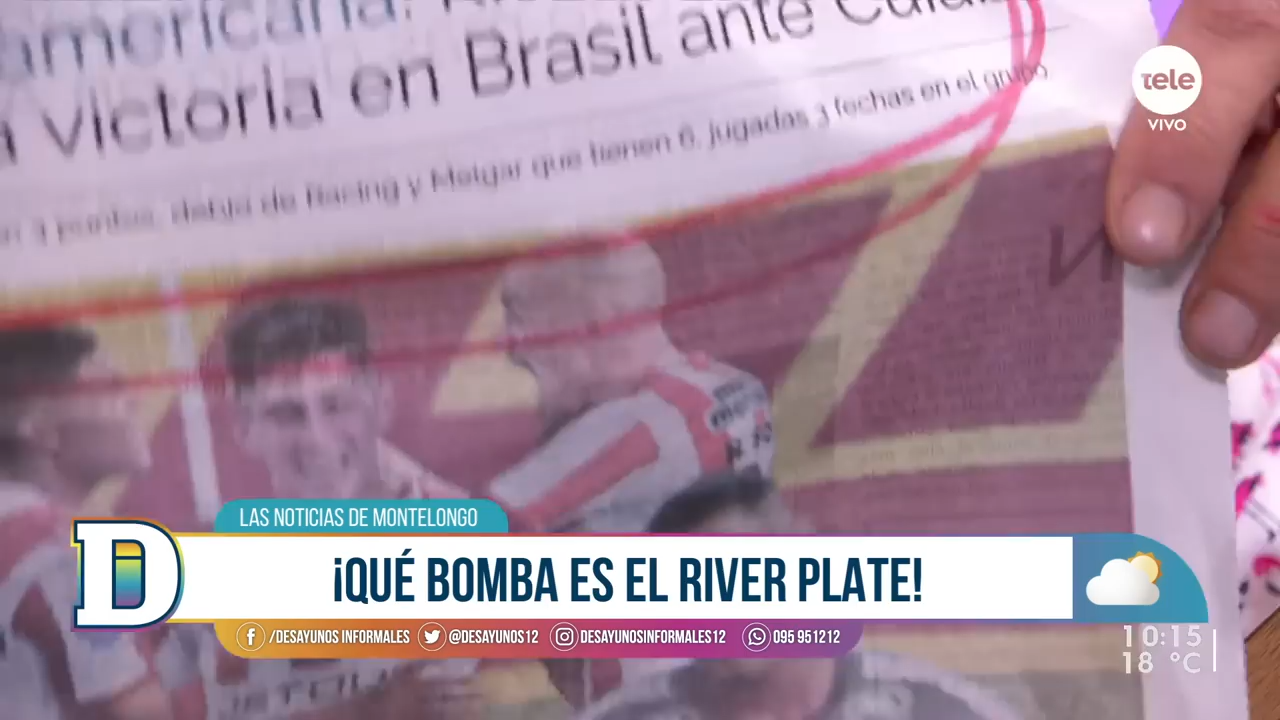 americana: R
a victoria en Brasil ante Cuiab
n 3 puntos, debajo de Racing y Melgar que tienen 6, jugadas 3 fechas en el grupo
tele
VIVO
LAS NOTICIAS DE MONTELONGO
D
¡QUÉ BOMBA ES EL RIVER PLATE!
/DESAYUNOS INFORMALES @DESAYUNOS12 DESAYUNOSINFORMALES12 095 951212
10:15
18 °C